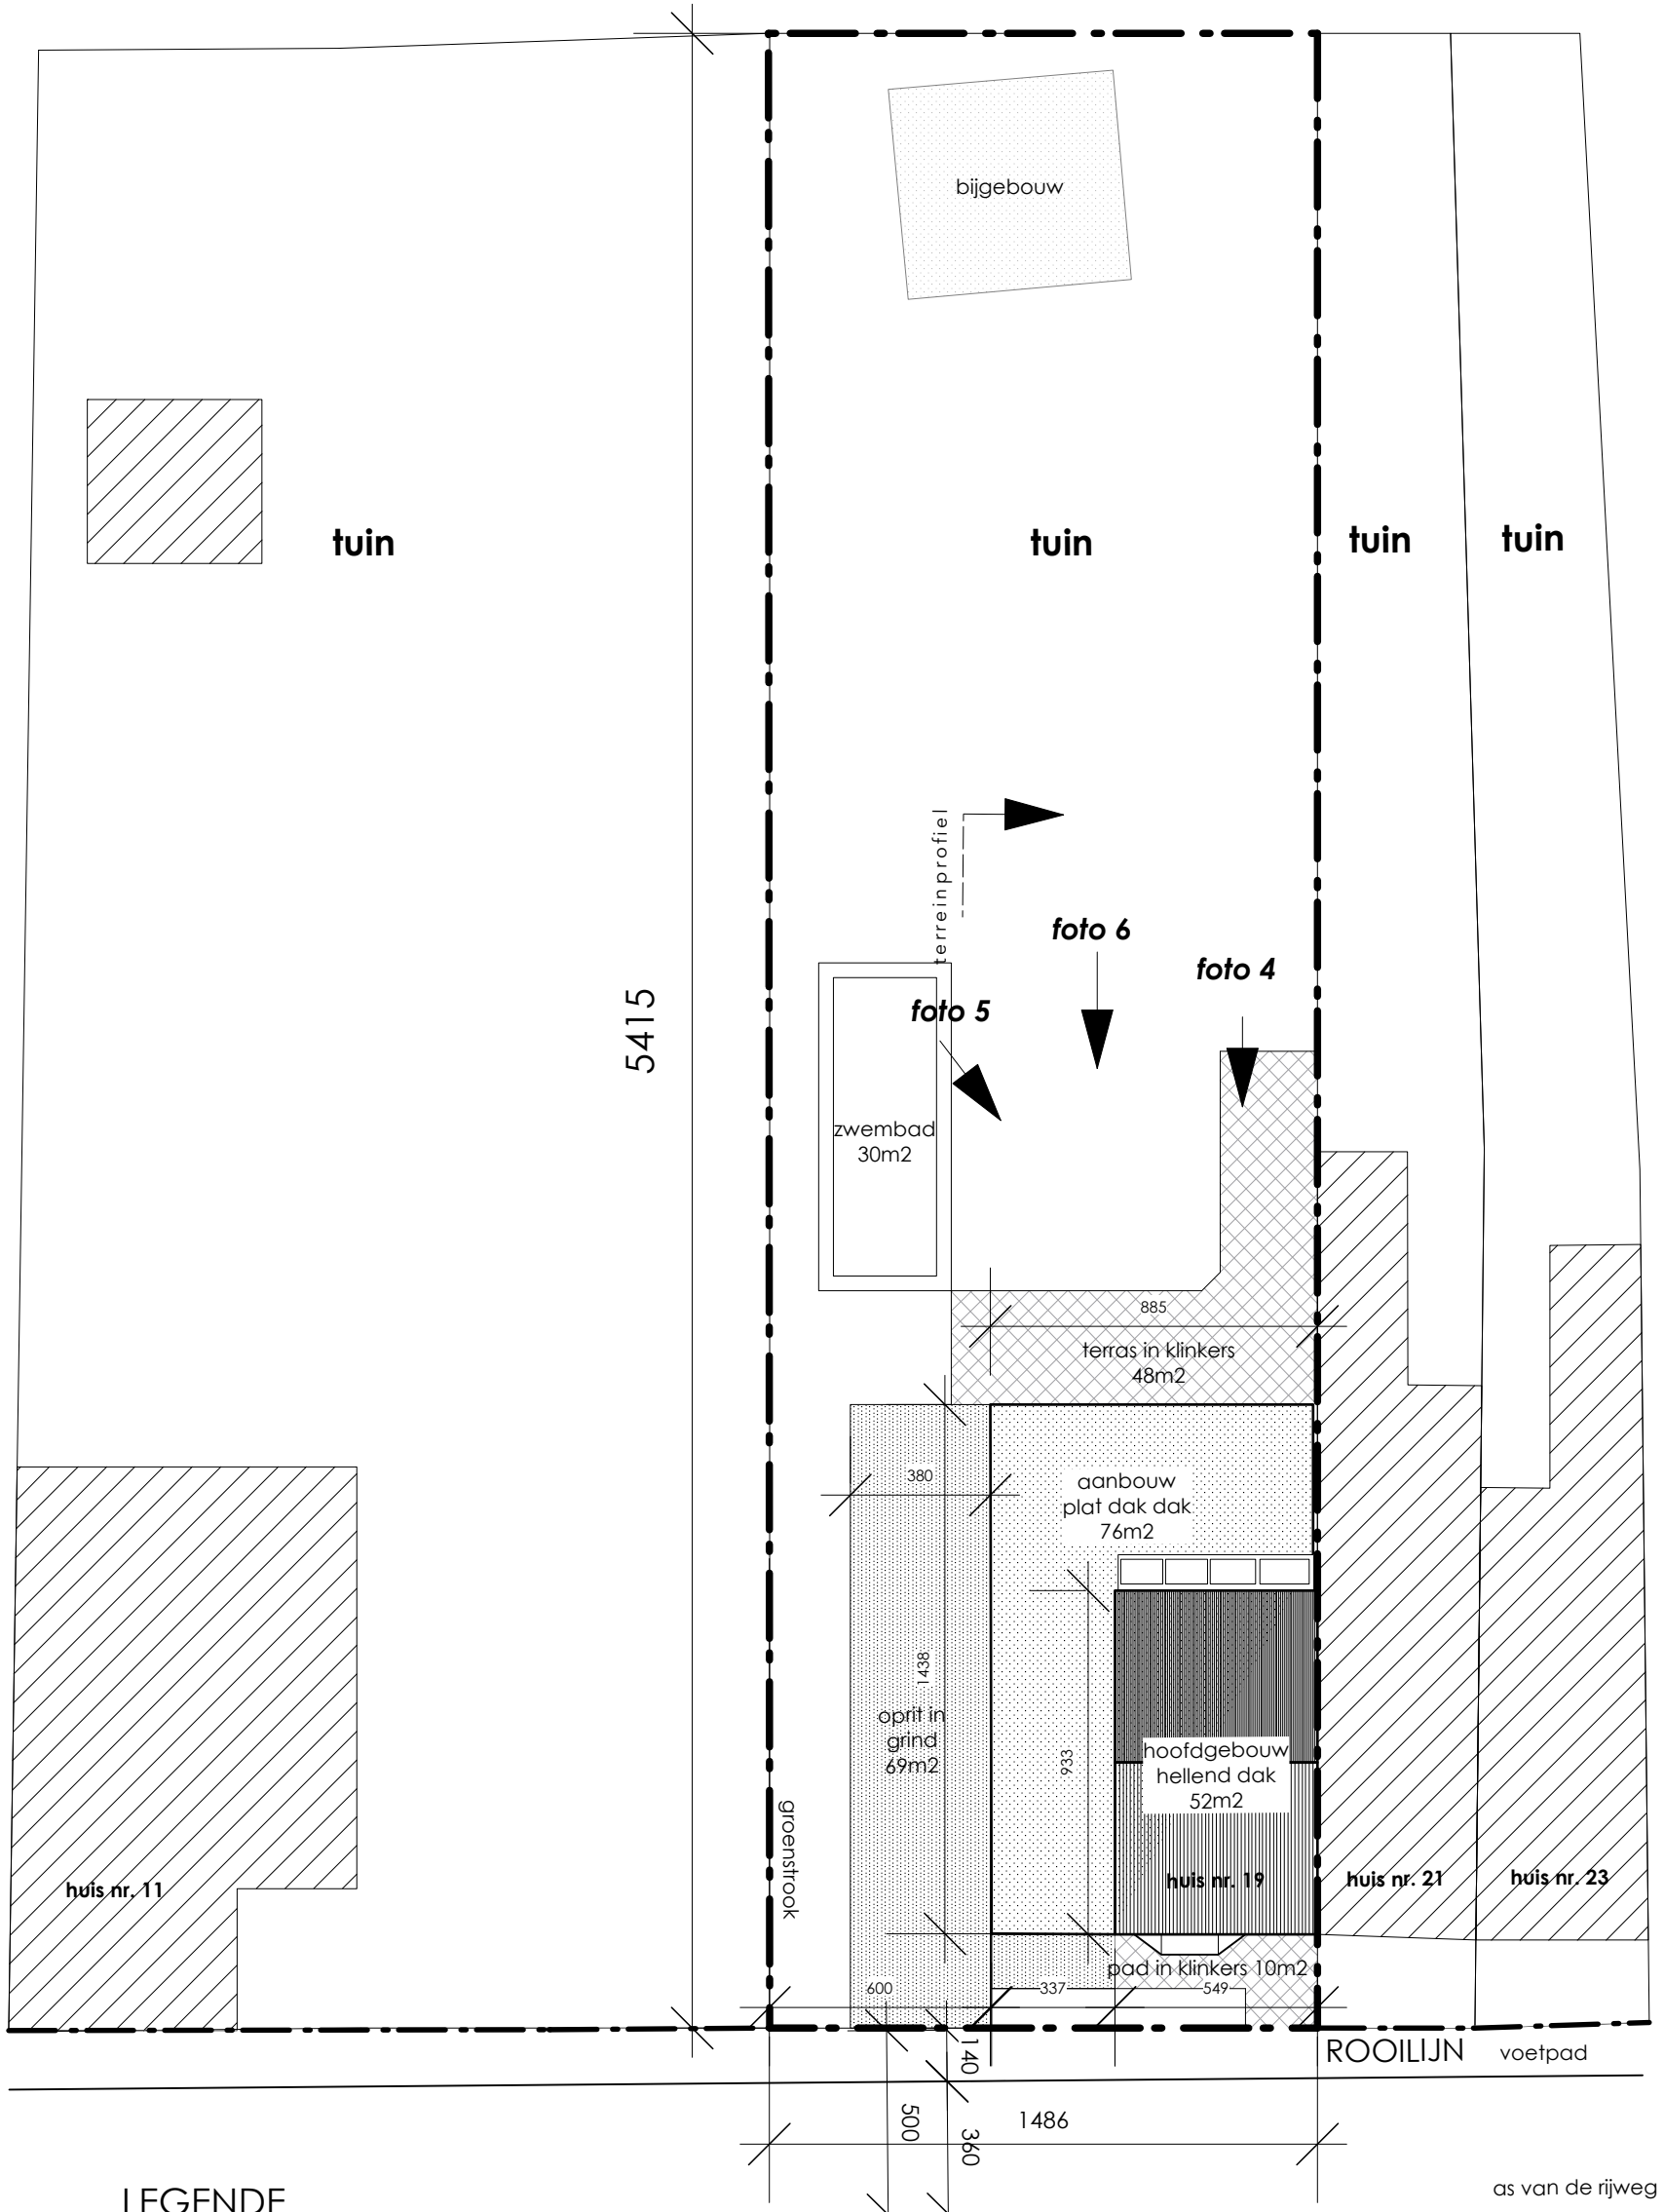 bijgebouw
tuin
tuin
tuin
tuin
terreinprofiel
foto 6
foto 4
foto 5
5415
zwembad
30m2
885
terras in klinkers
48m2
380
aanbouw
plat dak dak
76m2
1438
oprit in
grind
69m2
933
hoofdgebouw
hellend dak
52m2
groenstrook
huis nr. 11
huis nr. 19
huis nr. 21
huis nr. 23
pad in klinkers 10m2
600
337
549
140
ROOILIJN
voetpad
500
360
1486
LEGENDE
as van de rijweg